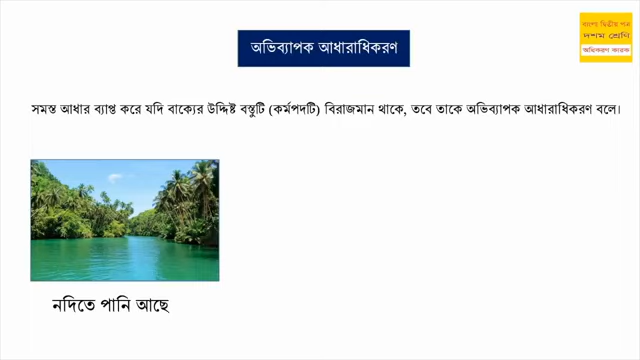 বাংলা দ্বিতীয় পত্র
দশম শ্রেণি
অধিকরণ কারক
অভিব্যাপক আধারাধিকরণ
সমস্ত আধার ব্যাপ্ত করে যদি বাক্যের উদ্দিষ্ট বস্তুটি (কর্মপদটি) বিরাজমান থাকে, তবে তাকে অভিব্যাপক আধারাধিকরণ বলে।
নদিতে পানি আছে